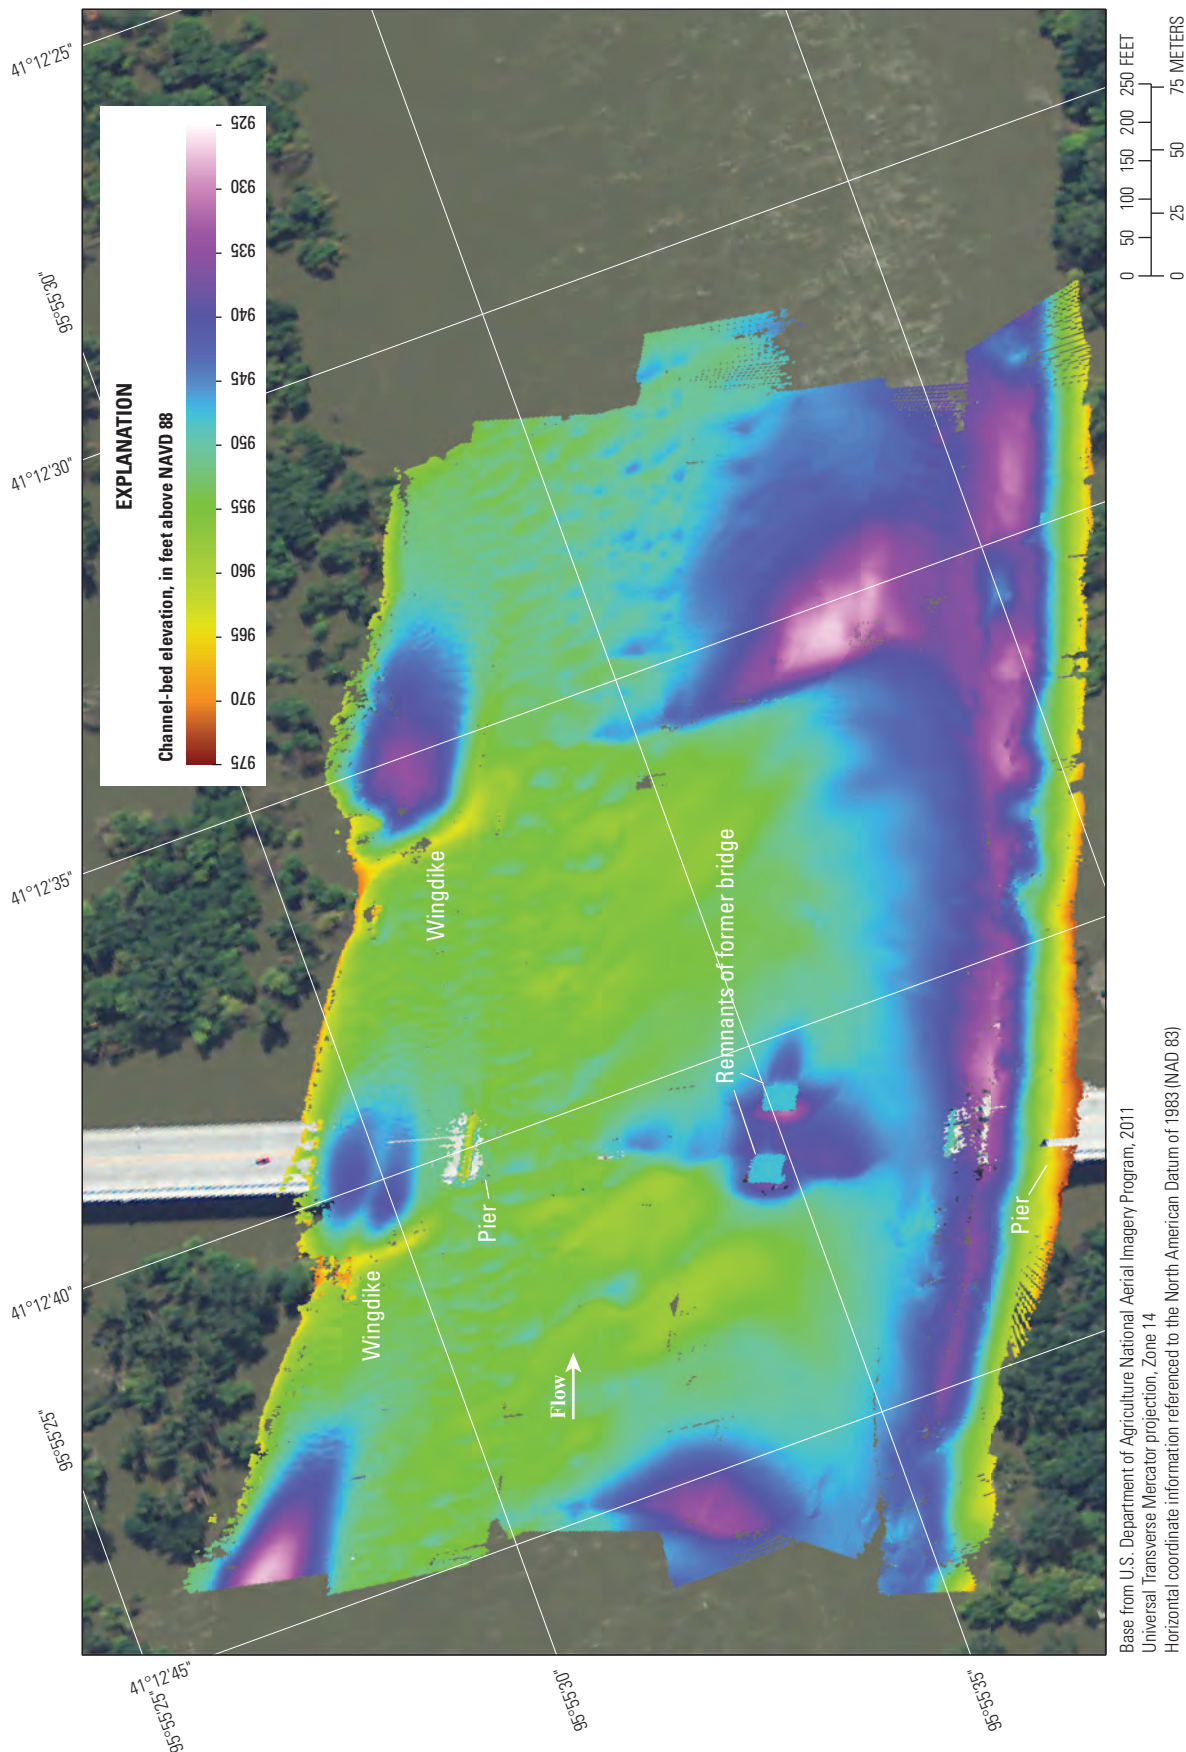 41°12'25"
95°55'30"
41°12'30"
41°12'35"
41°12'40"
95°55'25"
41°12'45"
95°55'25"
95°55'30"
95°55'35"
EXPLANATION
Channel-bed elevation, in feet above NAVD 88
975 970 965 960 955 950 945 940 935 930 925
Wingdike
Wingdike
Pier
Remnants of former bridge
Flow
Pier
0 50 100 150 200 250 FEET
0 25 50 75 METERS
Base from U.S. Department of Agriculture National Aerial Imagery Program, 2011
Universal Transverse Mercator projection, Zone 14
Horizontal coordinate information referenced to the North American Datum of 1983 (NAD 83)